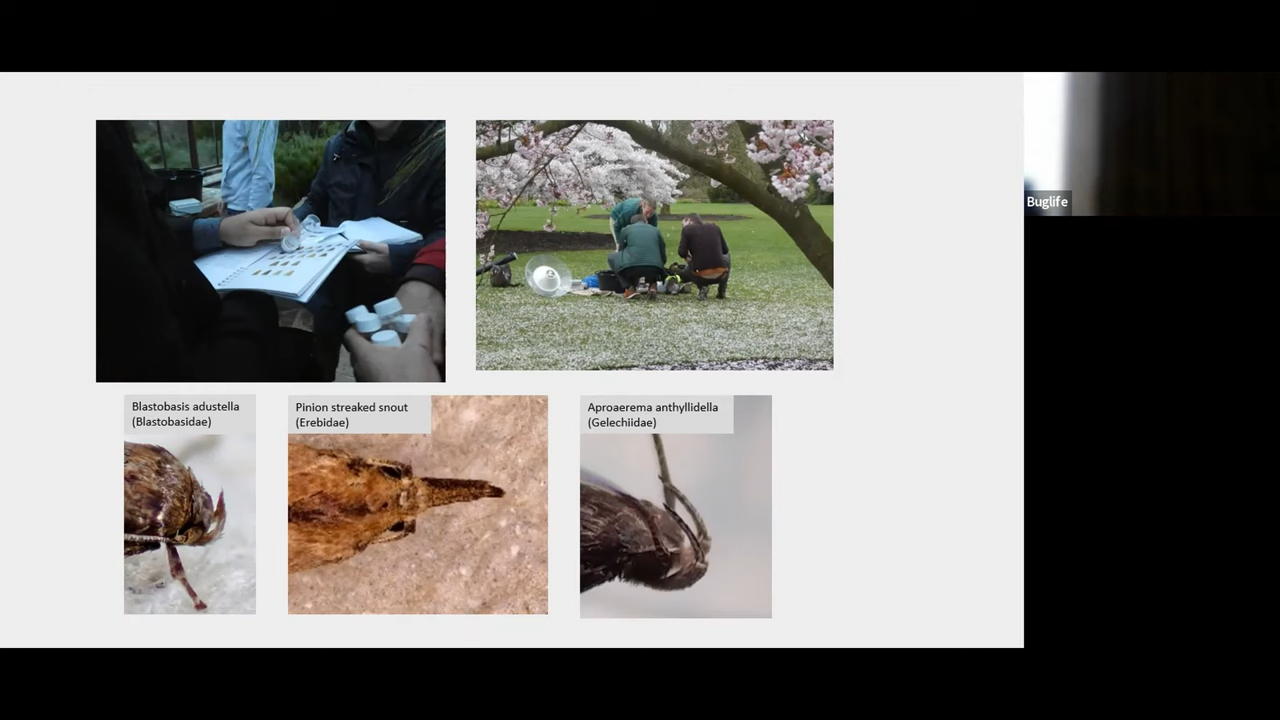 Buglife
Blastobasis adustella
(Blastobasidae)
Pinion streaked snout
(Erebidae)
Aproaerema anthyllidella
(Gelechiidae)